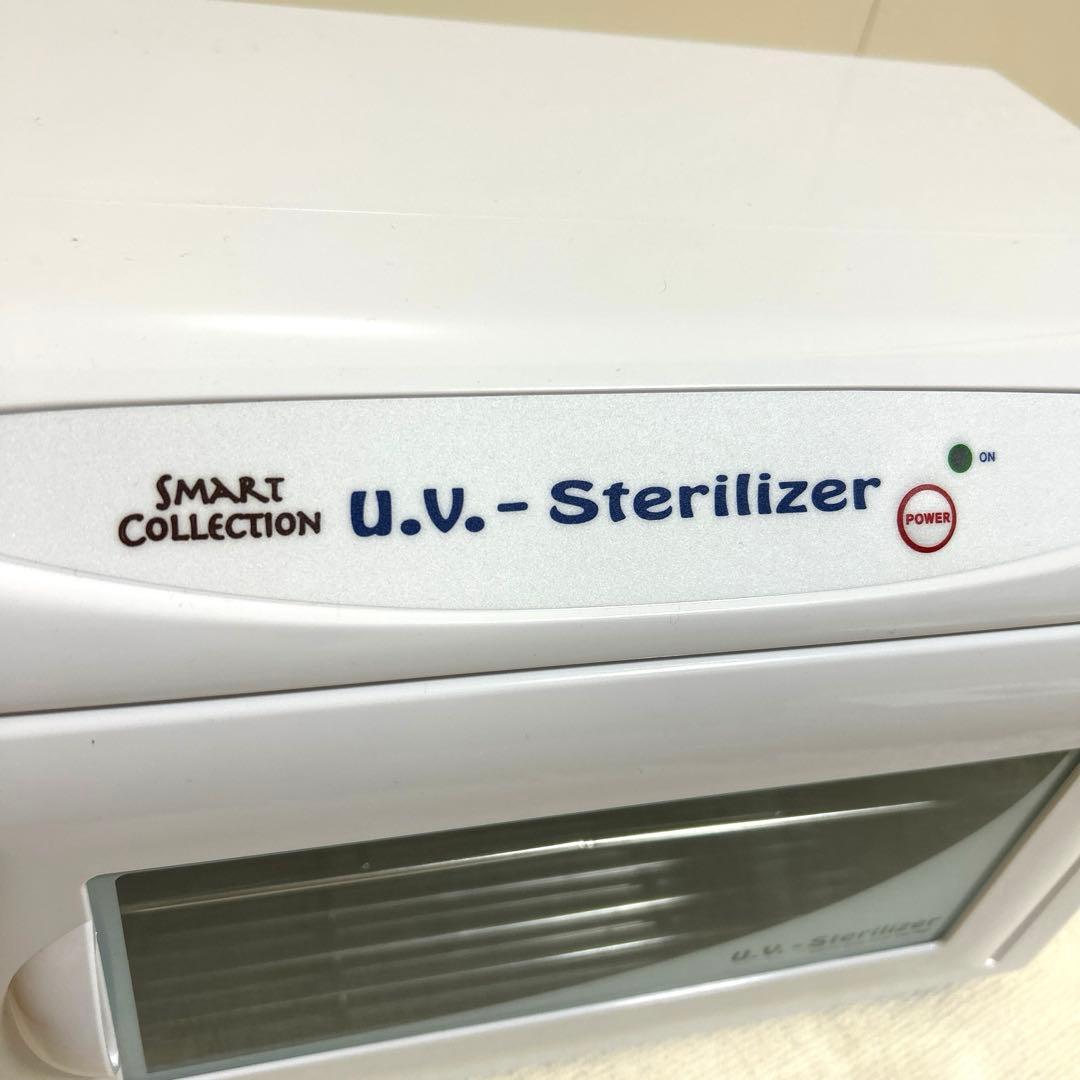 SMART
COLLECTION
U.V.-Sterilizer
ON
POWER
U.V.-Sterilizer